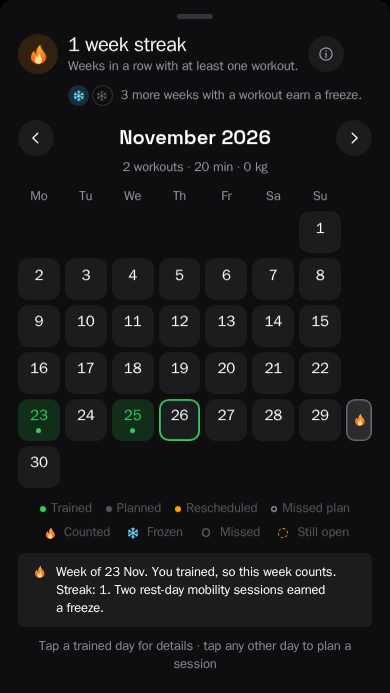 1 week streak
Weeks in a row with at least one workout.
3 more weeks with a workout earn a freeze.
November 2026
2 workouts · 20 min · 0 kg
Mo Tu We Th Fr Sa Su
1
2 3 4 5 6 7 8
9 10 11 12 13 14 15
16 17 18 19 20 21 22
23 24 25 26 27 28 29
30
Trained Planned Rescheduled Missed plan
Counted Frozen Missed Still open
Week of 23 Nov. You trained, so this week counts.
Streak: 1. Two rest-day mobility sessions earned
a freeze.
Tap a trained day for details · tap any other day to plan a
session